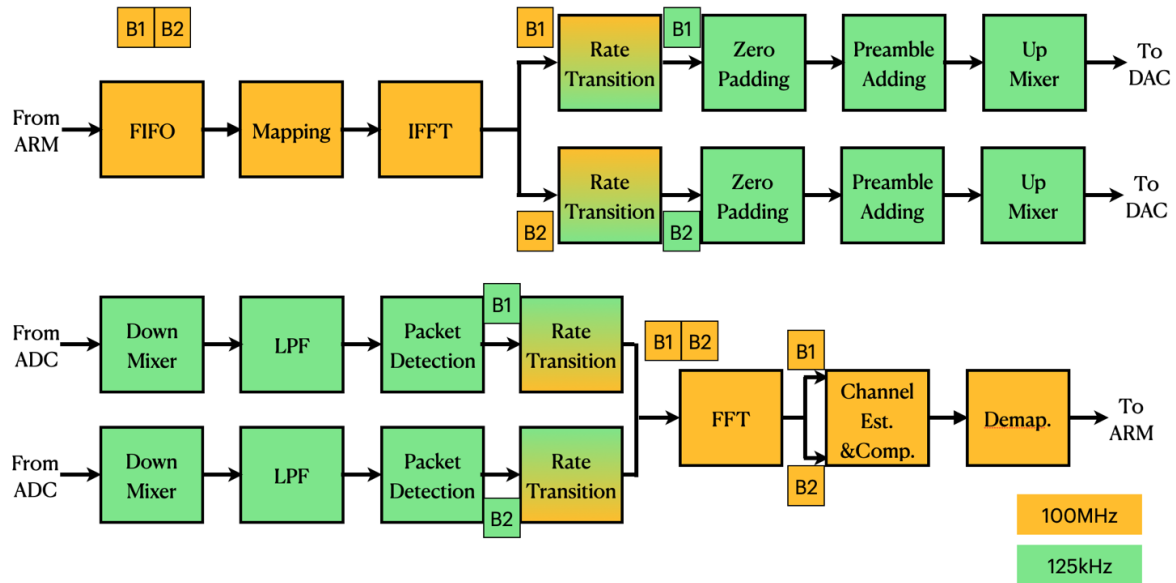 B1 B2
B1
B1
Rate
Transition
Zero
Padding
Preamble
Adding
Up
Mixer
To
DAC
From
ARM
FIFO
Mapping
IFFT
Rate
Transition
Zero
Padding
Preamble
Adding
Up
Mixer
To
DAC
B2
B2
From
ADC
Down
Mixer
LPF
Packet
Detection
B1
Rate
Transition
B1 B2
FFT
B1
B2
Channel
Est.
&Comp.
Demap.
To
ARM
From
ADC
Down
Mixer
LPF
Packet
Detection
B2
Rate
Transition
100MHz
125kHz